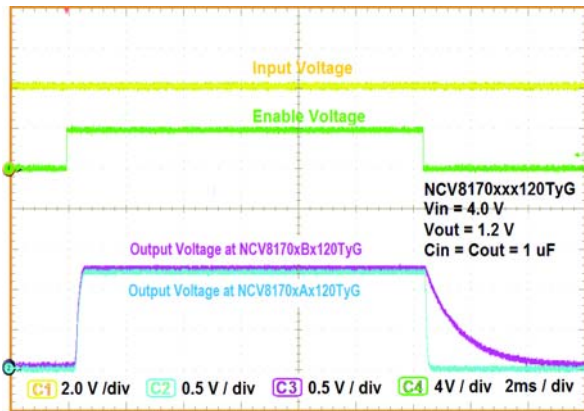 Input Voltage
Enable Voltage
NCV8170xxx120TyG
Vin = 4.0 V
Vout = 1.2 V
Cin = Cout = 1 uF
Output Voltage at NCV8170xBx120TyG
Output Voltage at NCV8170xAx120TyG
C1 2.0 V /div C2 0.5 V / div C3 0.5 V / div C4 4V / div 2ms / div